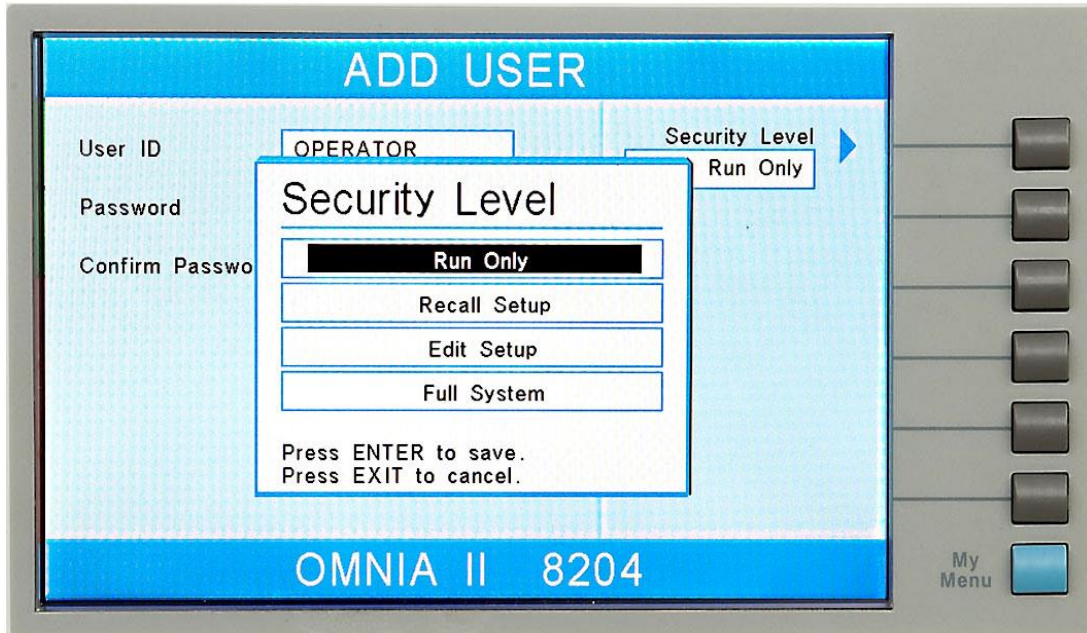 ADD USER
User ID
OPERATOR
Security Level
Run Only
Password
Confirm Passwo
Security Level
Run Only
Recall Setup
Edit Setup
Full System
Press ENTER to save.
Press EXIT to cancel.
OMNIA II 8204
My
Menu